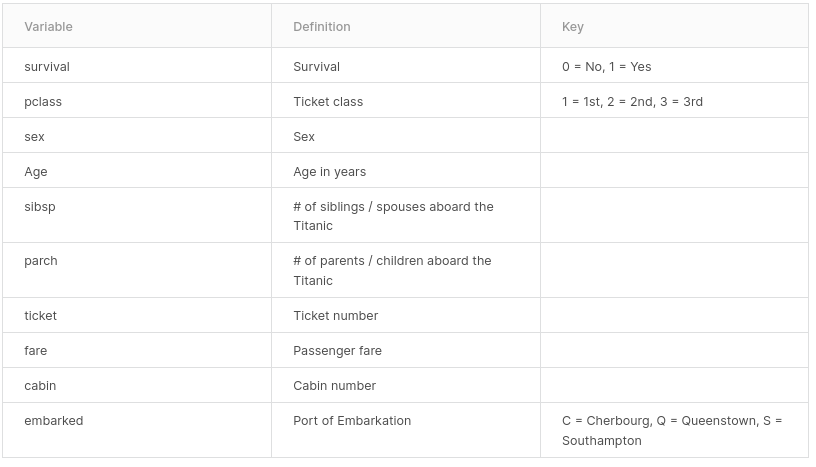 Variable Definition Key
survival Survival 0 = No, 1 = Yes
pclass Ticket class 1 = 1st, 2 = 2nd, 3 = 3rd
sex Sex
Age Age in years
sibsp # of siblings / spouses aboard the
Titanic
parch # of parents / children aboard the
Titanic
ticket Ticket number
fare Passenger fare
cabin Cabin number
embarked Port of Embarkation C = Cherbourg, Q = Queenstown, S =
Southampton